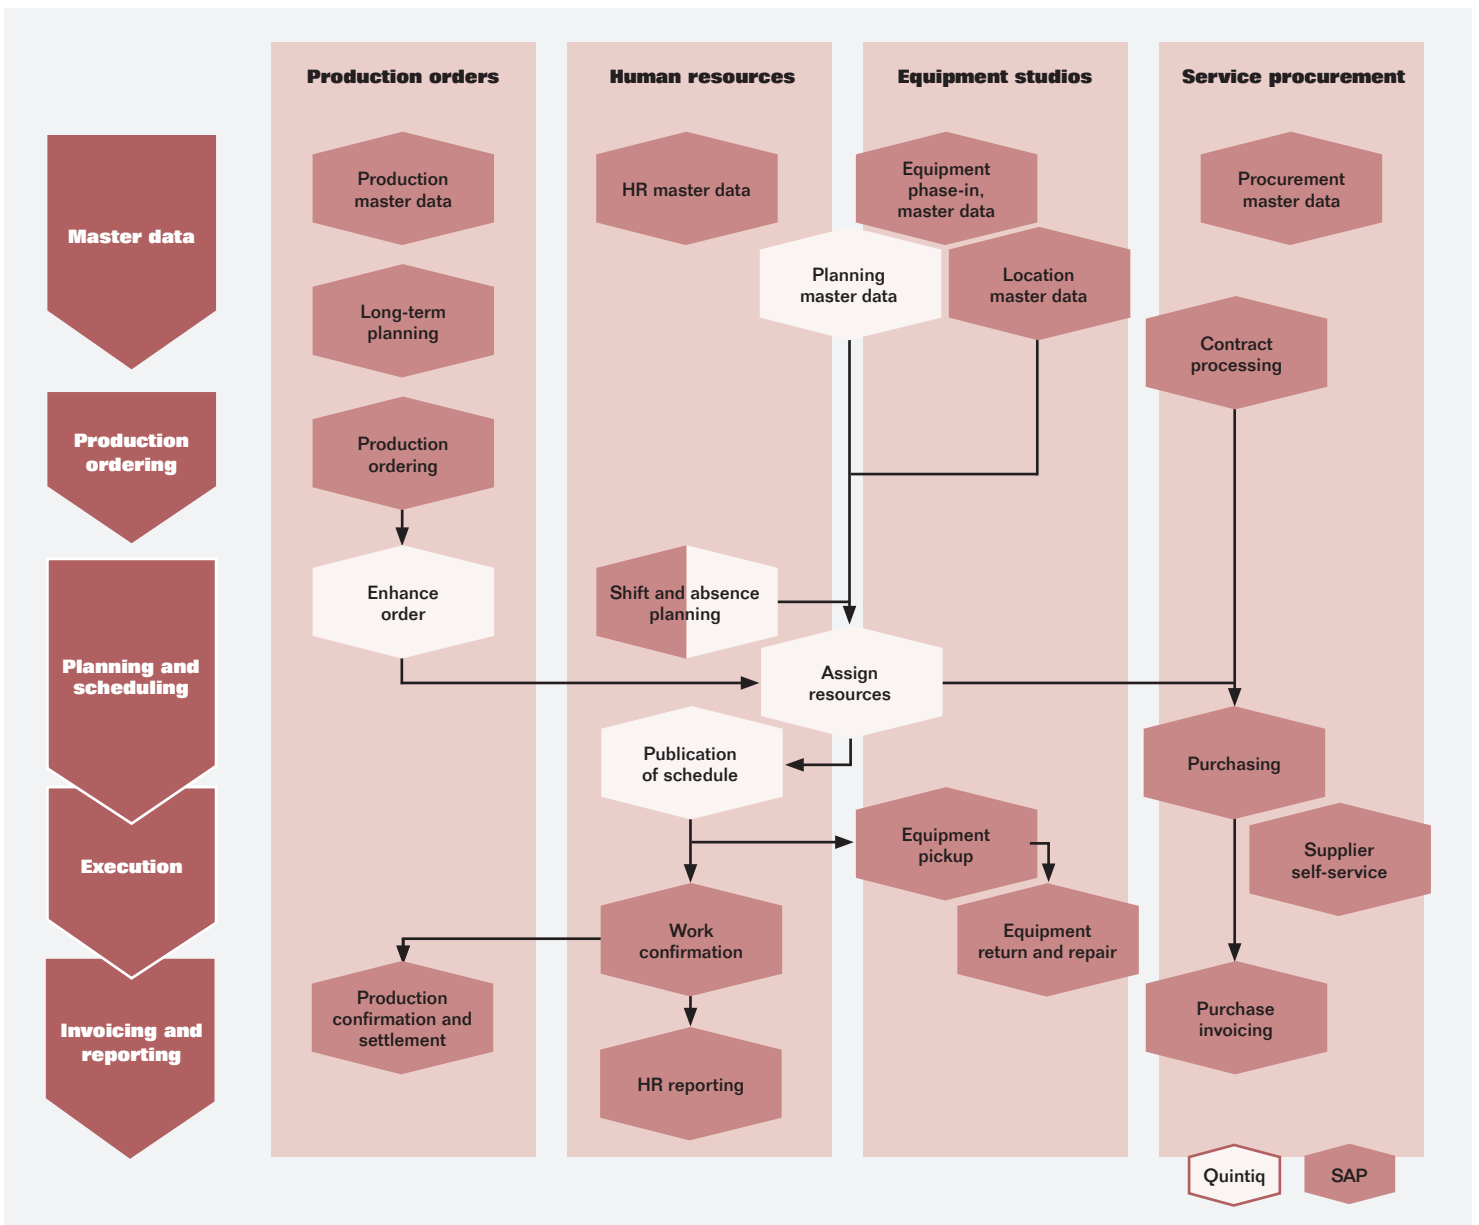 Production orders
Human resources
Equipment studios
Service procurement
Master data
Production
master data
HR master data
Equipment
phase-in,
master data
Procurement
master data
Planning
master data
Location
master data
Long-term
planning
Contract
processing
Production
ordering
Production
ordering
Planning and
scheduling
Enhance
order
Shift and absence
planning
Assign
resources
Publication
of schedule
Purchasing
Execution
Equipment
pickup
Supplier
self-service
Work
confirmation
Equipment
return and repair
Invoicing and
reporting
Production
confirmation and
settlement
Purchase
invoicing
HR reporting
Quintiq
SAP